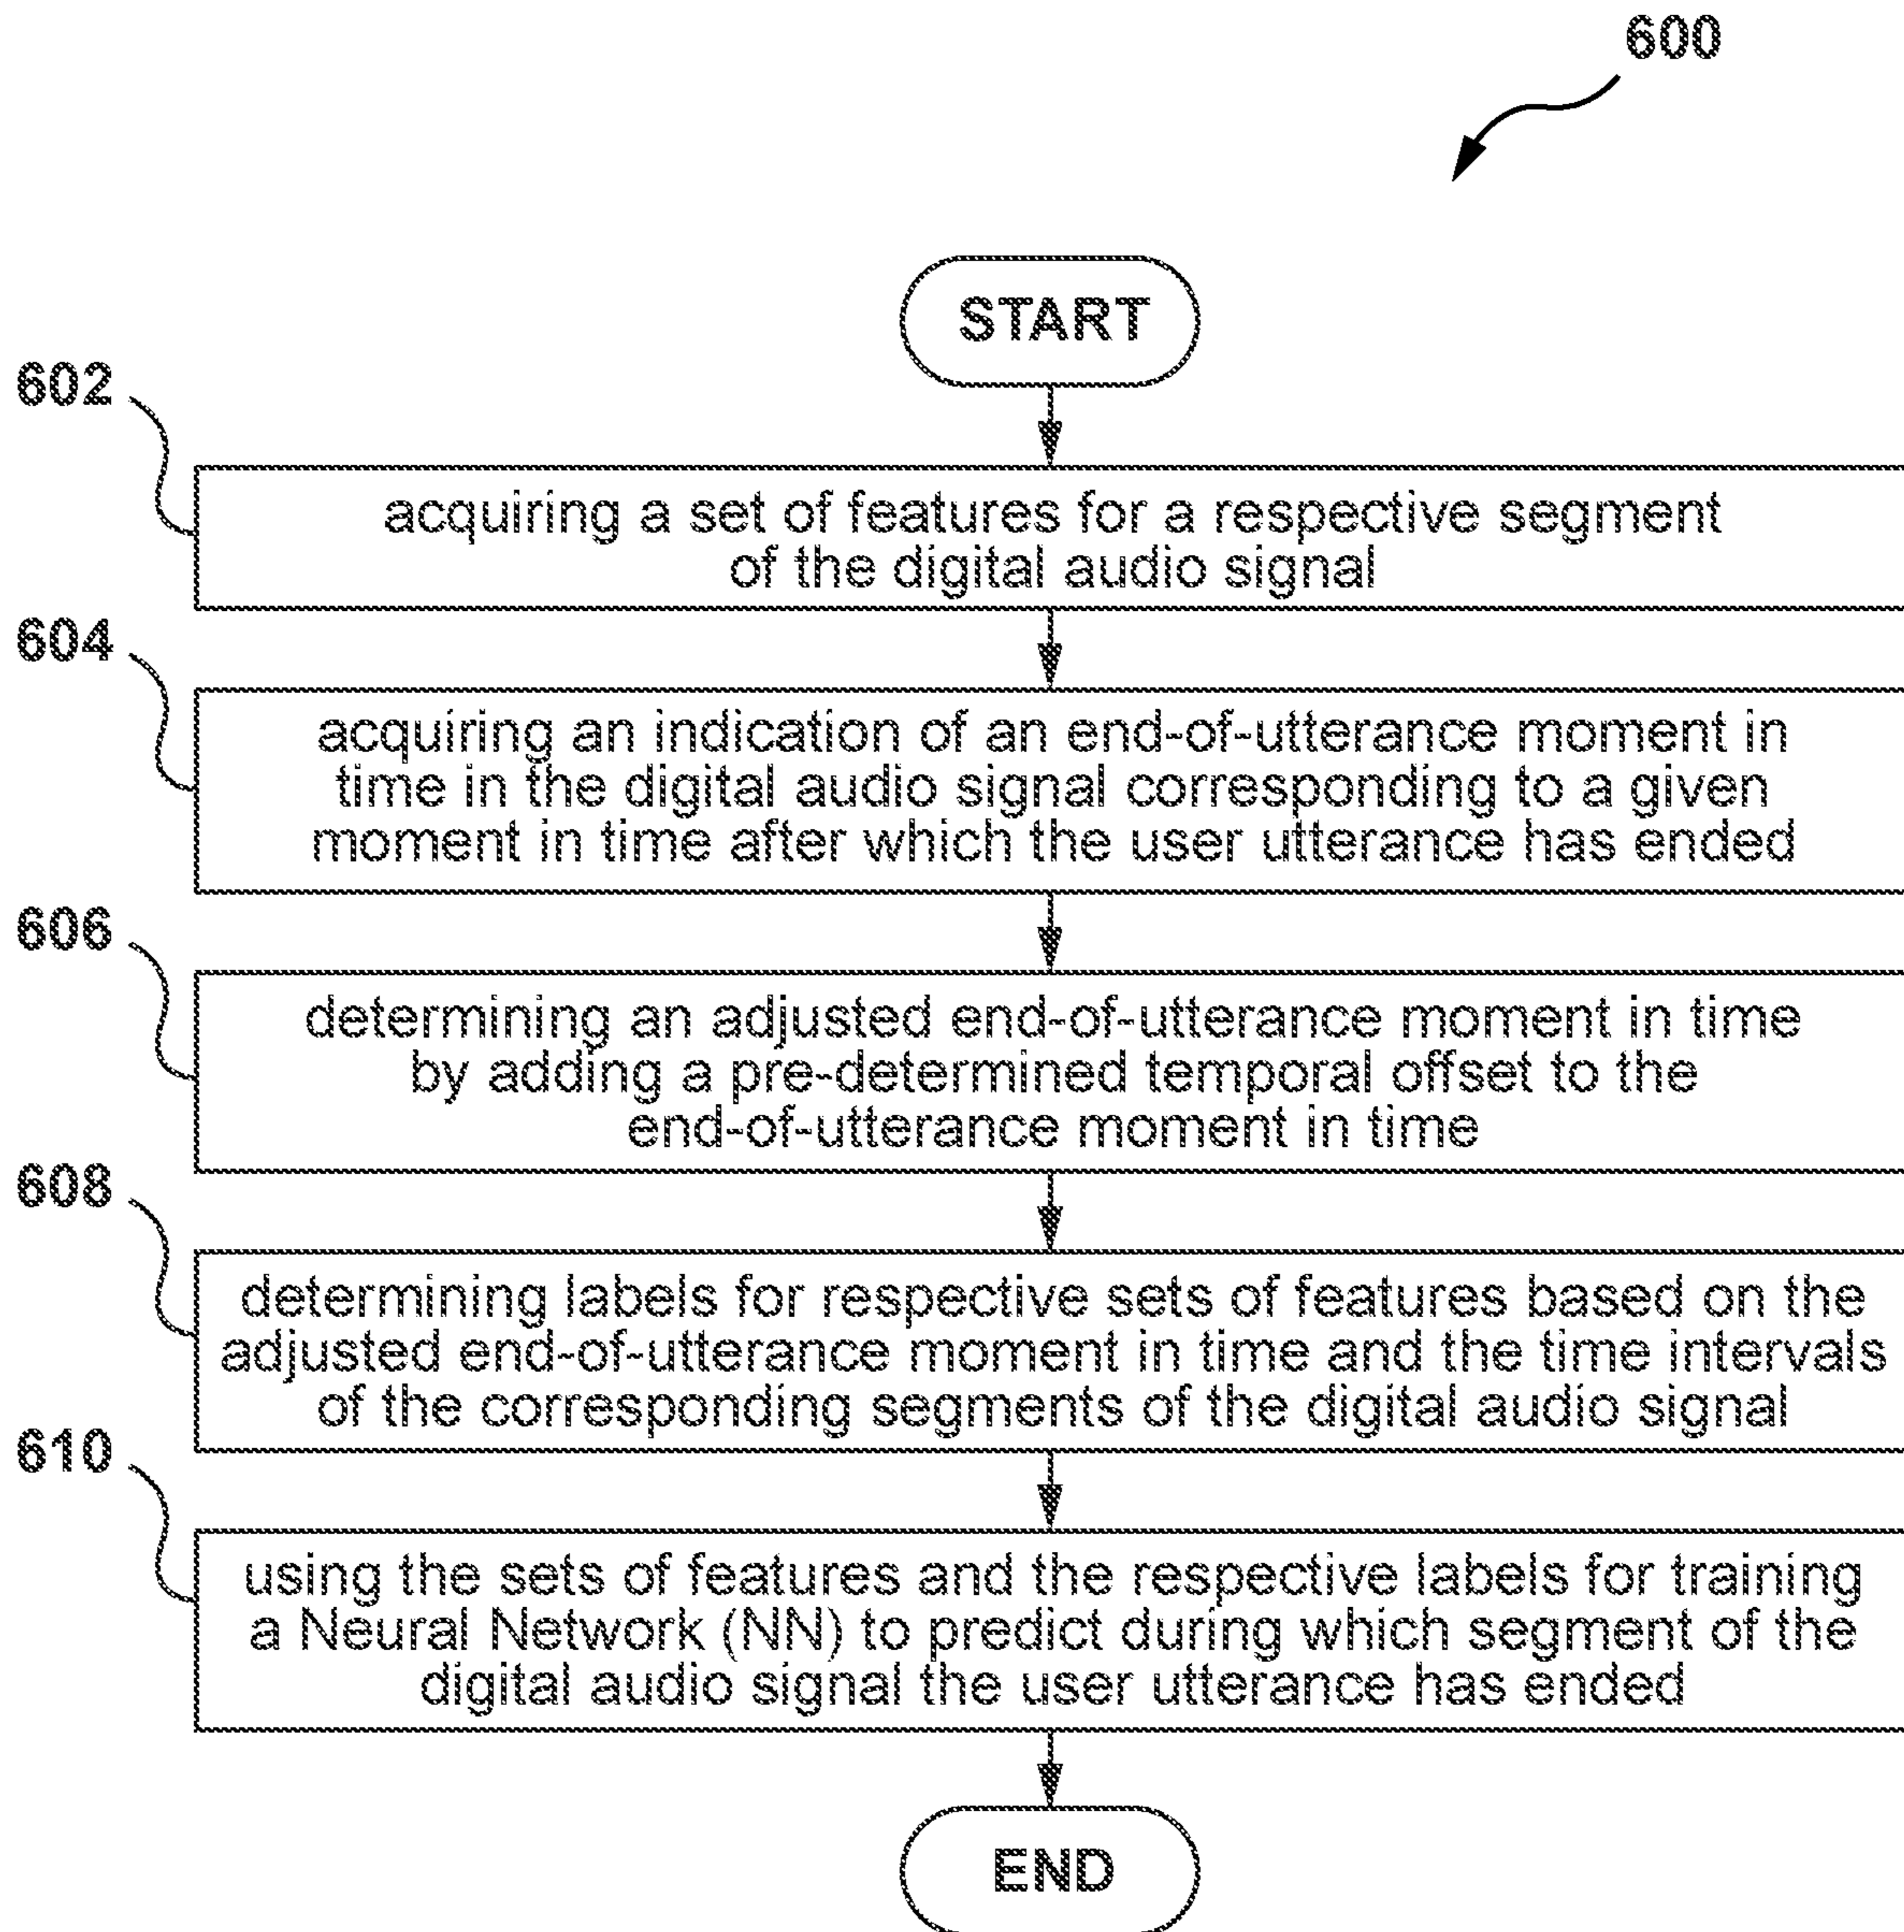 600
START
602
acquiring a set of features for a respective segment
of the digital audio signal
604
acquiring an indication of an end-of-utterance moment in
time in the digital audio signal corresponding to a given
moment in time after which the user utterance has ended
606
determining an adjusted end-of-utterance moment in time
by adding a pre-determined temporal offset to the
end-of-utterance moment in time
608
determining labels for respective sets of features based on the
adjusted end-of-utterance moment in time and the time intervals
of the corresponding segments of the digital audio signal
610
using the sets of features and the respective labels for training
a Neural Network (NN) to predict during which segment of the
digital audio signal the user utterance has ended
END